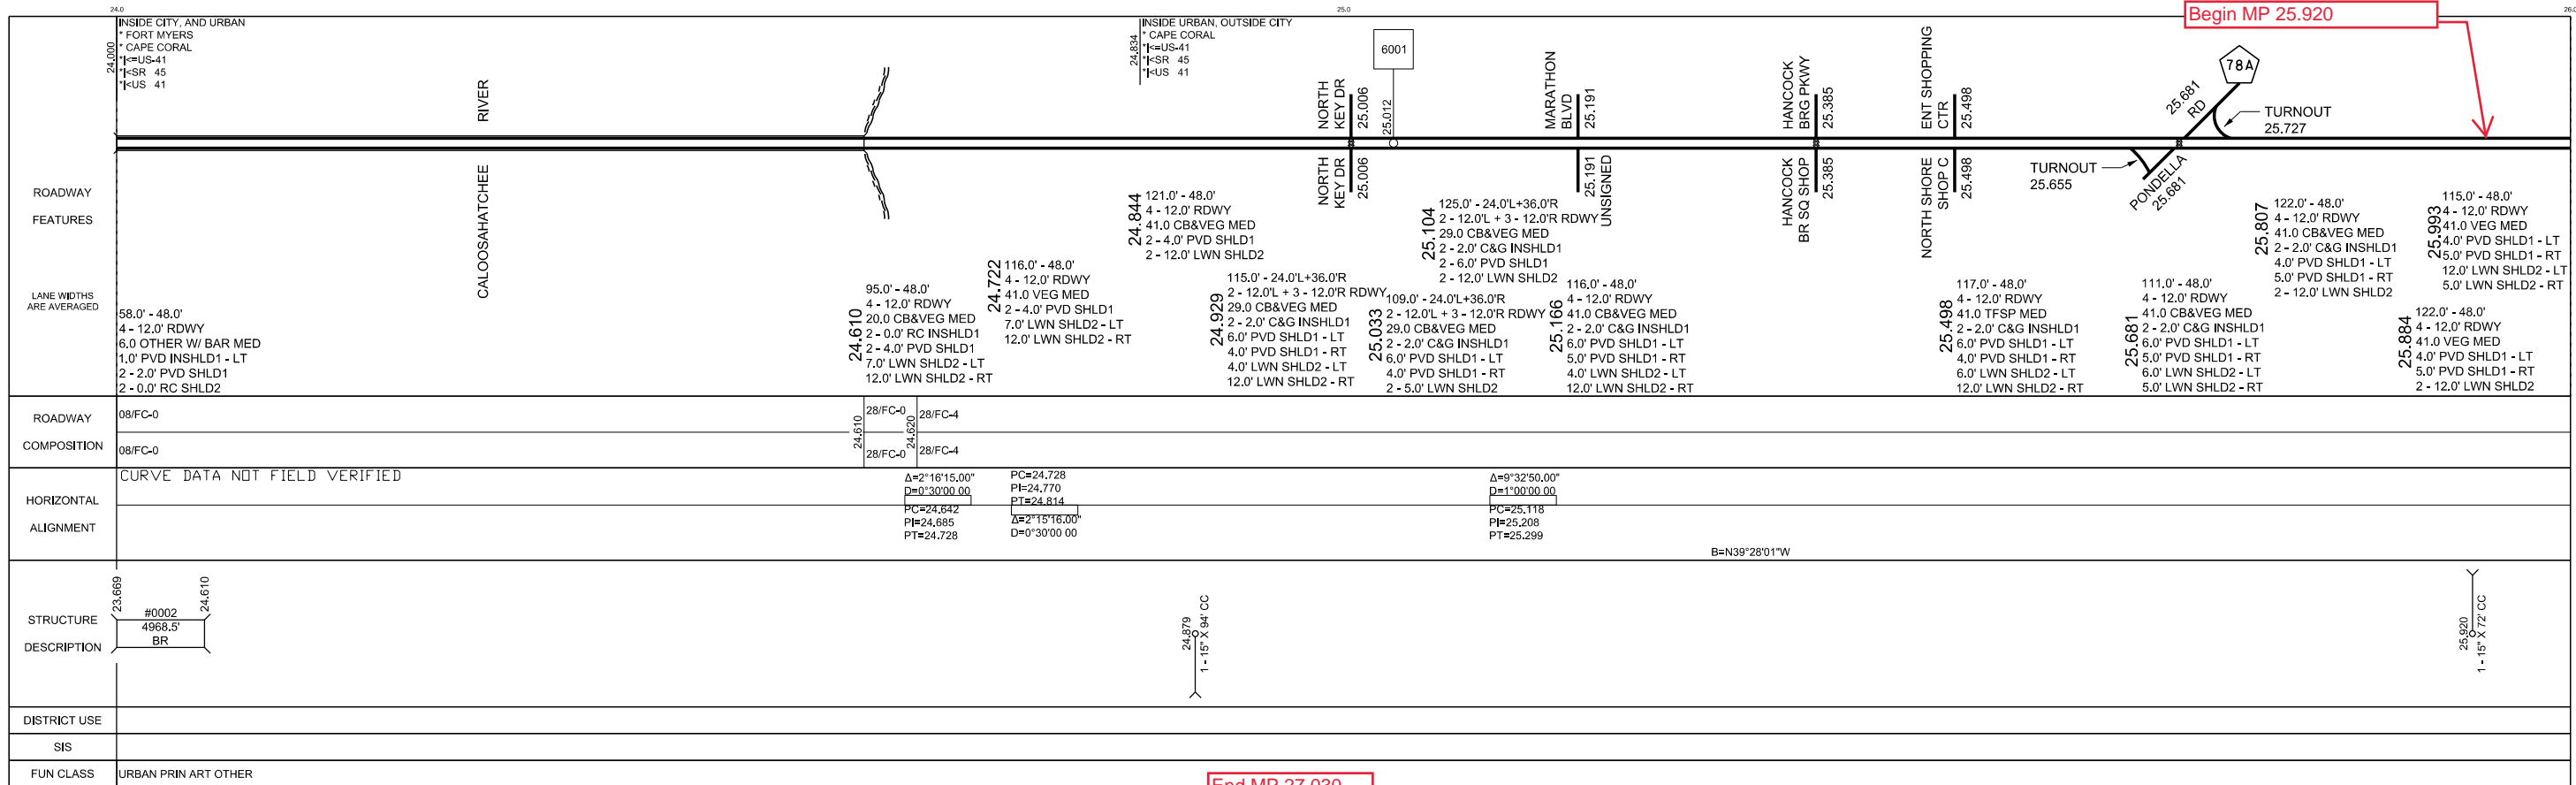 24.0
25.0
26.0
Begin MP 25.920
24.000
INSIDE CITY, AND URBAN
* FORT MYERS
* CAPE CORAL
*|<=US-41
*|<SR 45
*|<US 41
24.834
INSIDE URBAN, OUTSIDE CITY
* CAPE CORAL
*|<=US-41
*|<SR 45
*|<US 41
6001
25.012
RIVER
CALOOSAHATCHEE
NORTH
KEY DR
25.006
NORTH
KEY DR
25.006
MARATHON
BLVD
25.191
25.191
UNSIGNED
HANCOCK
BRG PKWY
25.385
HANCOCK
BR SQ SHOP
25.385
ENT SHOPPING
CTR
25.498
NORTH SHORE
SHOP C
25.498
78A
25.681
RD
TURNOUT
25.727
TURNOUT
25.655
PONDELLA
25.681
ROADWAY
FEATURES
LANE WIDTHS
ARE AVERAGED
58.0' - 48.0'
4 - 12.0' RDWY
6.0 OTHER W/ BAR MED
1.0' PVD INSHLD1 - LT
2 - 2.0' PVD SHLD1
2 - 0.0' RC SHLD2
24.610
95.0' - 48.0'
4 - 12.0' RDWY
20.0 CB&VEG MED
2 - 0.0' RC INSHLD1
2 - 4.0' PVD SHLD1
7.0' LWN SHLD2 - LT
12.0' LWN SHLD2 - RT
24.722
116.0' - 48.0'
4 - 12.0' RDWY
41.0 VEG MED
2 - 4.0' PVD SHLD1
7.0' LWN SHLD2 - LT
12.0' LWN SHLD2 - RT
24.844
121.0' - 48.0'
4 - 12.0' RDWY
41.0 CB&VEG MED
2 - 4.0' PVD SHLD1
2 - 12.0' LWN SHLD2
24.929
115.0' - 24.0'L+36.0'R
2 - 12.0'L + 3 - 12.0'R RDWY
29.0 CB&VEG MED
2 - 2.0' C&G INSHLD1
6.0' PVD SHLD1 - LT
4.0' PVD SHLD1 - RT
4.0' LWN SHLD2 - LT
12.0' LWN SHLD2 - RT
25.033
109.0' - 24.0'L+36.0'R
2 - 12.0'L + 3 - 12.0'R RDWY
29.0 CB&VEG MED
2 - 2.0' C&G INSHLD1
6.0' PVD SHLD1 - LT
4.0' PVD SHLD1 - RT
2 - 5.0' LWN SHLD2
25.104
125.0' - 24.0'L+36.0'R
2 - 12.0'L + 3 - 12.0'R RDWY
29.0 CB&VEG MED
2 - 2.0' C&G INSHLD1
2 - 6.0' PVD SHLD1
2 - 12.0' LWN SHLD2
25.166
116.0' - 48.0'
4 - 12.0' RDWY
41.0 CB&VEG MED
2 - 2.0' C&G INSHLD1
6.0' PVD SHLD1 - LT
5.0' PVD SHLD1 - RT
4.0' LWN SHLD2 - LT
12.0' LWN SHLD2 - RT
25.498
117.0' - 48.0'
4 - 12.0' RDWY
41.0 TFSP MED
2 - 2.0' C&G INSHLD1
6.0' PVD SHLD1 - LT
4.0' PVD SHLD1 - RT
6.0' LWN SHLD2 - LT
12.0' LWN SHLD2 - RT
25.681
111.0' - 48.0'
4 - 12.0' RDWY
41.0 CB&VEG MED
2 - 2.0' C&G INSHLD1
6.0' PVD SHLD1 - LT
5.0' PVD SHLD1 - RT
6.0' LWN SHLD2 - LT
5.0' LWN SHLD2 - RT
25.807
122.0' - 48.0'
4 - 12.0' RDWY
41.0 CB&VEG MED
2 - 2.0' C&G INSHLD1
4.0' PVD SHLD1 - LT
5.0' PVD SHLD1 - RT
2 - 12.0' LWN SHLD2
25.884
122.0' - 48.0'
4 - 12.0' RDWY
41.0 VEG MED
4.0' PVD SHLD1 - LT
5.0' PVD SHLD1 - RT
2 - 12.0' LWN SHLD2
25.993
115.0' - 48.0'
4 - 12.0' RDWY
41.0 VEG MED
4.0' PVD SHLD1 - LT
5.0' PVD SHLD1 - RT
12.0' LWN SHLD2 - LT
5.0' LWN SHLD2 - RT
ROADWAY
COMPOSITION
08/FC-0
08/FC-0
24.610
28/FC-0
28/FC-0
24.620
28/FC-4
28/FC-4
HORIZONTAL
ALIGNMENT
CURVE DATA NOT FIELD VERIFIED
Δ=2°16'15.00"
D=0°30'00 00
PC=24.642
PI=24.685
PT=24.728
PC=24.728
PI=24.770
PT=24.814
Δ=2°15'16.00"
D=0°30'00 00
Δ=9°32'50.00"
D=1°00'00 00
PC=25.118
PI=25.208
PT=25.299
B=N39°28'01"W
STRUCTURE
DESCRIPTION
23.669
24.610
#0002
4968.5'
BR
24.879
1 - 15" X 94' CC
25.920
1 - 15" X 72' CC
DISTRICT USE
SIS
FUN CLASS
URBAN PRIN ART OTHER
End MP 27.030